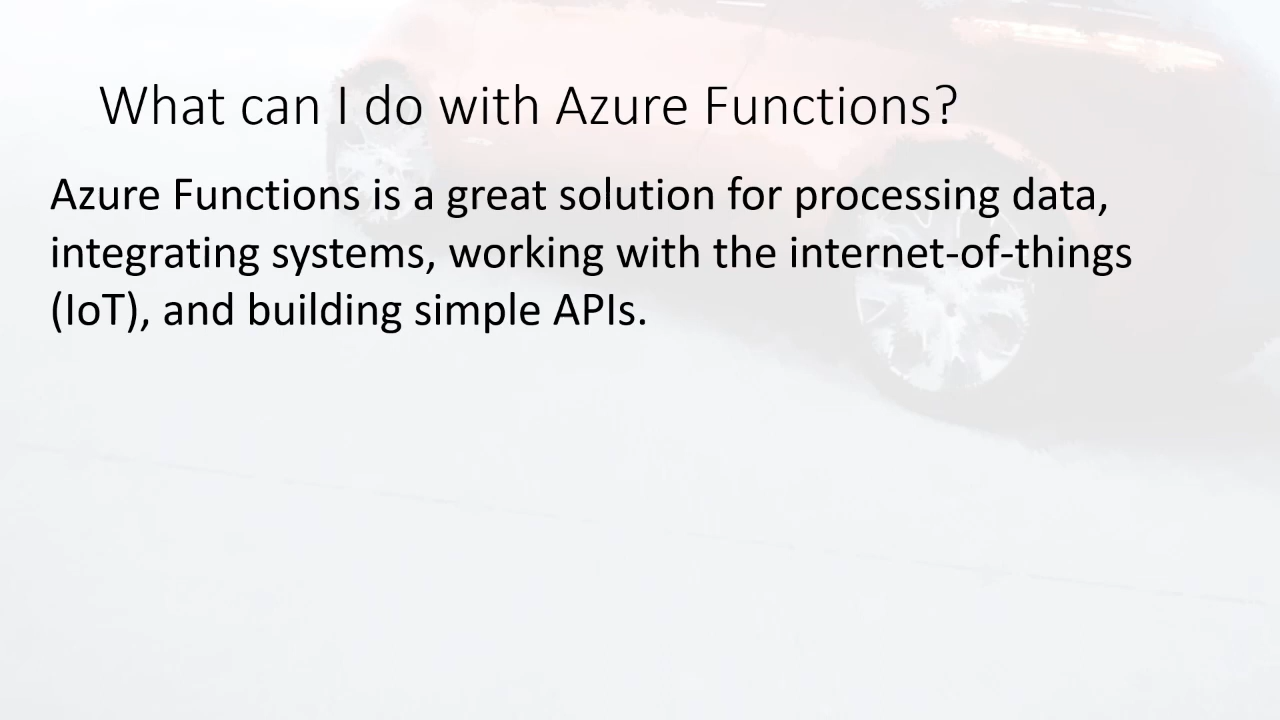 What can I do with Azure Functions?
Azure Functions is a great solution for processing data,
integrating systems, working with the internet-of-things
(IoT), and building simple APIs.